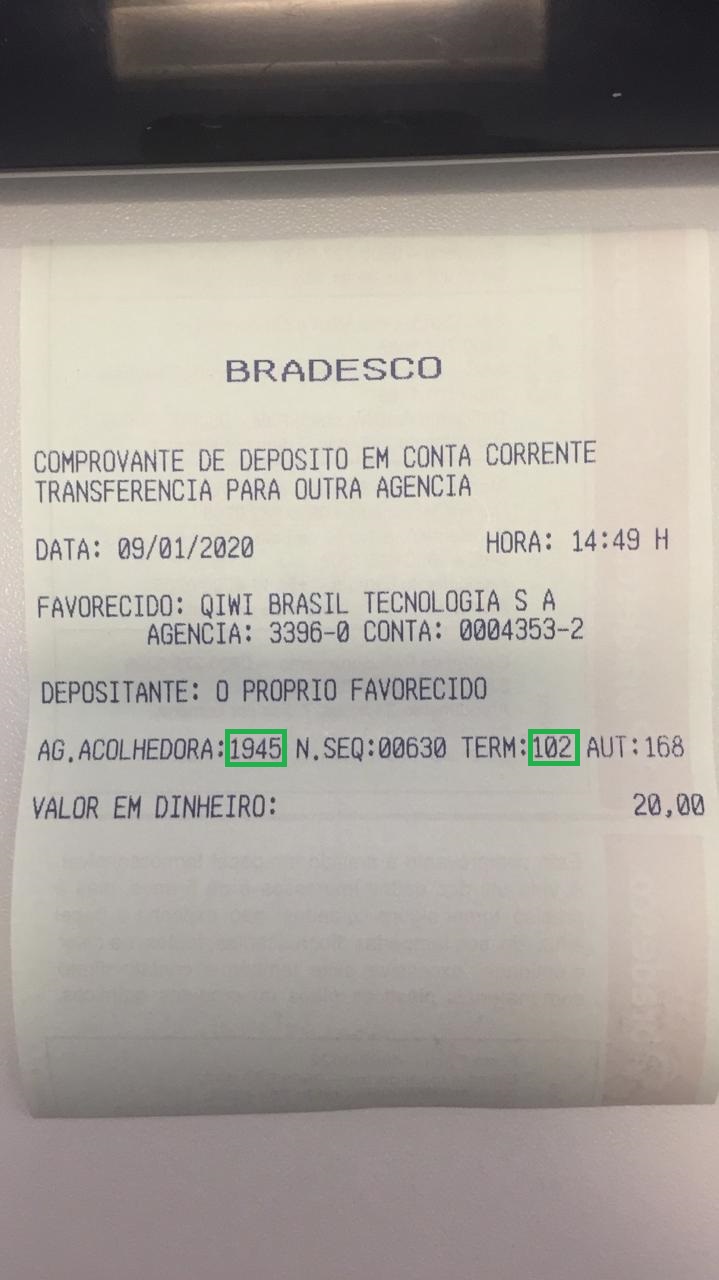 BRADESCO
COMPROVANTE DE DEPOSITO EM CONTA CORRENTE
TRANSFERENCIA PARA OUTRA AGENCIA
DATA: 09/01/2020 HORA: 14:49 H
FAVORECIDO: QIWI BRASIL TECNOLOGIA S A
AGENCIA: 3396-0 CONTA: 0004353-2
DEPOSITANTE: O PROPRIO FAVORECIDO
AG.ACOLHEDORA:1945 N.SEQ:00630 TERM:102 AUT:168
VALOR EM DINHEIRO: 20,00